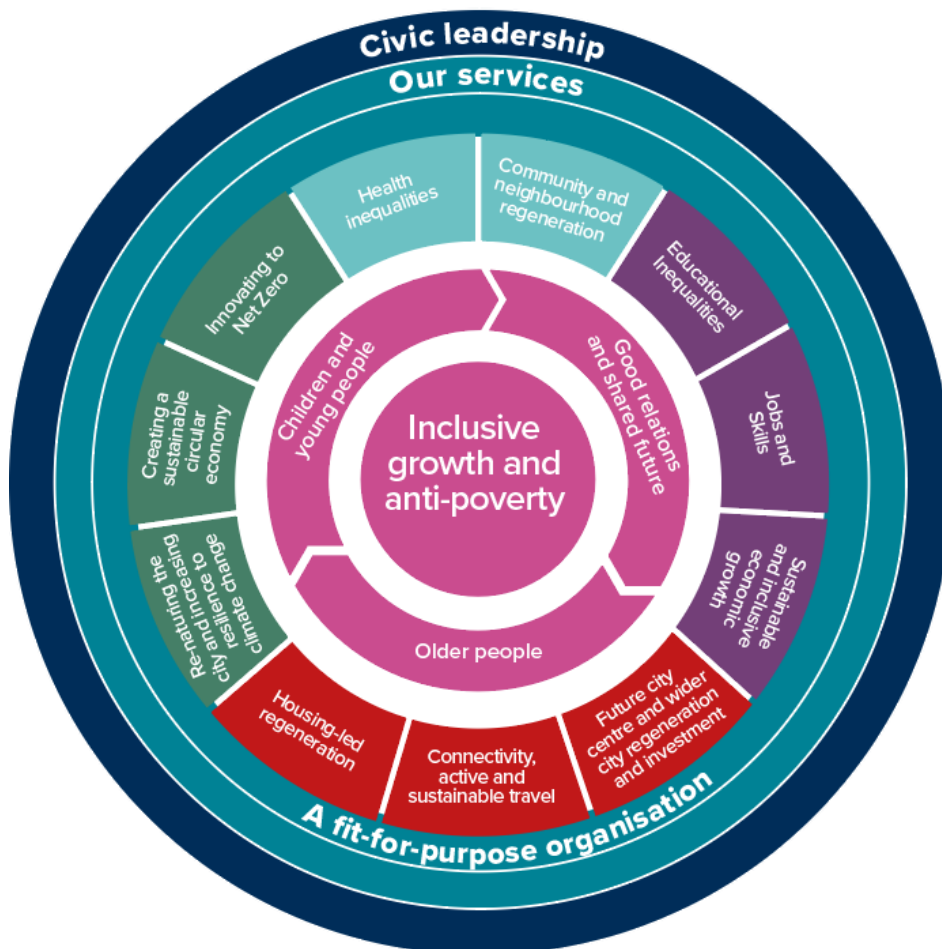 Civic leadership
Our services
Health
inequalities
Community and
neighbourhood
regeneration
Educational
Inequalities
Jobs and
Skills
Sustainable
and inclusive
economic
growth
Future city
centre and wider
city regeneration
and investment
Connectivity,
active and
sustainable travel
Housing-led
regeneration
Re-naturing the
city and increasing
resilience to
climate change
Creating a
sustainable
circular
economy
Innovating to
Net Zero
Children and
young people
Good relations
and shared future
Older people
Inclusive
growth and
anti-poverty
A fit-for-purpose organisation